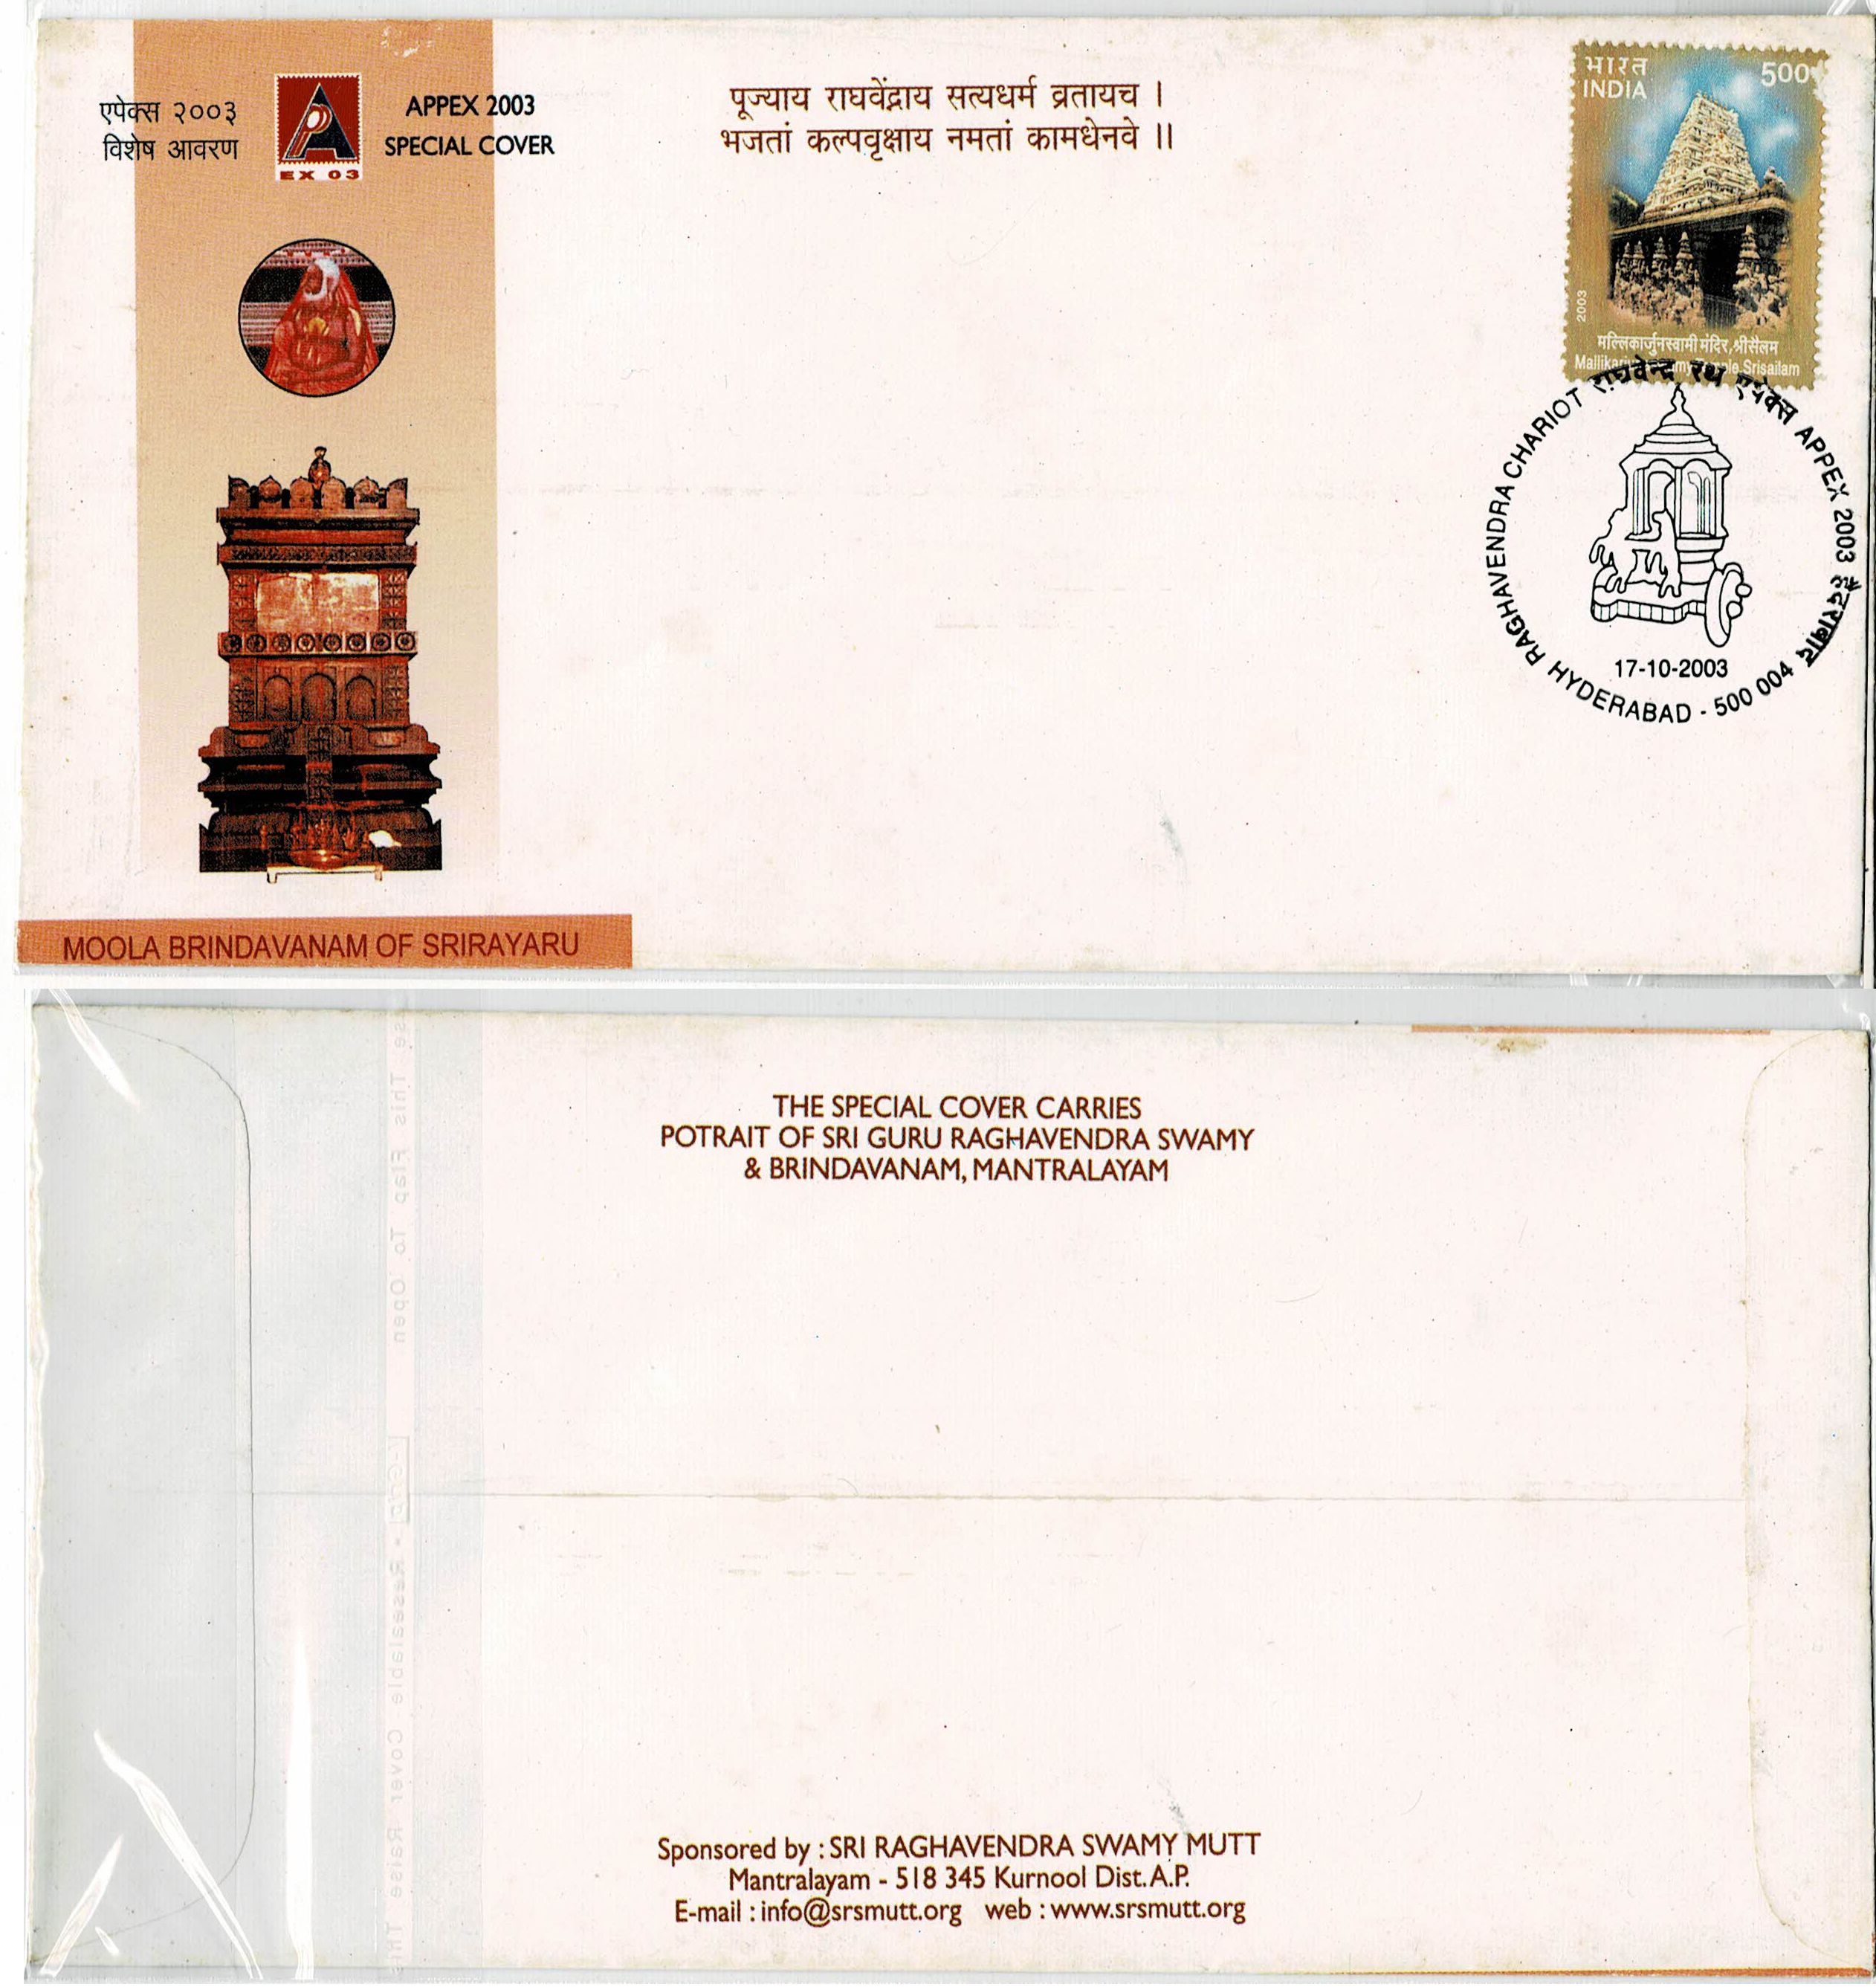 एपेक्स २००३
विशेष आवरण
EX 03
APPEX 2003
SPECIAL COVER
पूज्याय राघवेंद्राय सत्यधर्म व्रतायच ।
भजतां कल्पवृक्षाय नमतां कामधेनवे ।।
भारत
INDIA
500
2003
मल्लिकार्जुनस्वामी मंदिर,श्रीसैलम
Srisailam
RAGHAVENDRA CHARIOT राघवेन्द्र रथ एपेक्स APPEX 2003
17-10-2003
HYDERABAD - 500 004 हैदराबाद
MOOLA BRINDAVANAM OF SRIRAYARU
THE SPECIAL COVER CARRIES
POTRAIT OF SRI GURU RAGHAVENDRA SWAMY
& BRINDAVANAM, MANTRALAYAM
This Flap To Open
- Resealable Cover Raise This
Sponsored by : SRI RAGHAVENDRA SWAMY MUTT
Mantralayam - 518 345 Kurnool Dist. A.P.
E-mail : info@srsmutt.org web : www.srsmutt.org